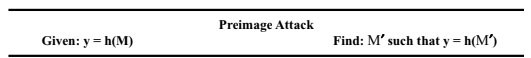 Preimage Attack
Given: y = h(M) Find: M′ such that y = h(M′)